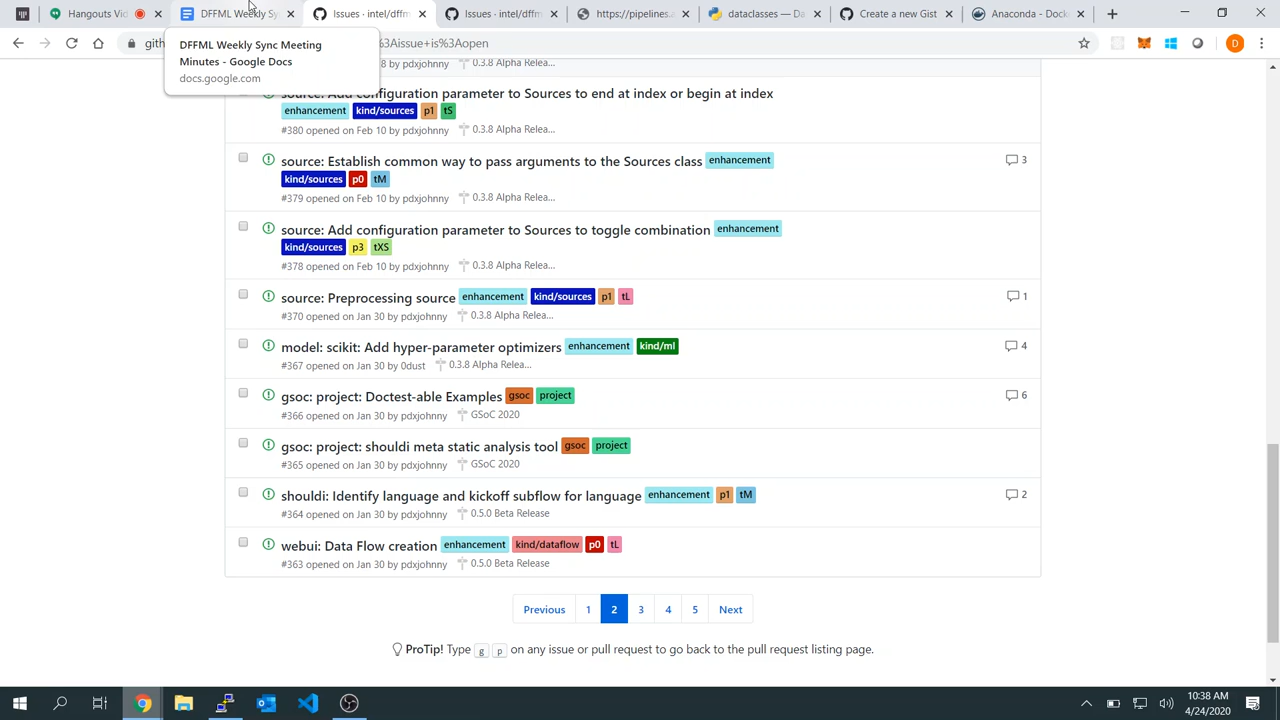 Hangouts Vid
DFFML Weekly Sy
Issues · intel/dffm
Issues · intel/dffm
https://pipelines.a
dataclasses — Dat
Create a new Gist
Anaconda - Docke
gith
%3Aissue+is%3Aopen
D
DFFML Weekly Sync Meeting
Minutes - Google Docs
docs.google.com
8 by pdxjohnny 0.3.8 Alpha Relea...
source: Add configuration parameter to Sources to end at index or begin at index
enhancement kind/sources p1 tS
#380 opened on Feb 10 by pdxjohnny 0.3.8 Alpha Relea...
source: Establish common way to pass arguments to the Sources class enhancement 3
kind/sources p0 tM
#379 opened on Feb 10 by pdxjohnny 0.3.8 Alpha Relea...
source: Add configuration parameter to Sources to toggle combination enhancement
kind/sources p3 tXS
#378 opened on Feb 10 by pdxjohnny 0.3.8 Alpha Relea...
source: Preprocessing source enhancement kind/sources p1 tL 1
#370 opened on Jan 30 by pdxjohnny 0.3.8 Alpha Relea...
model: scikit: Add hyper-parameter optimizers enhancement kind/ml 4
#367 opened on Jan 30 by 0dust 0.3.8 Alpha Relea...
gsoc: project: Doctest-able Examples gsoc project 6
#366 opened on Jan 30 by pdxjohnny GSoC 2020
gsoc: project: shouldi meta static analysis tool gsoc project
#365 opened on Jan 30 by pdxjohnny GSoC 2020
shouldi: Identify language and kickoff subflow for language enhancement p1 tM 2
#364 opened on Jan 30 by pdxjohnny 0.5.0 Beta Release
webui: Data Flow creation enhancement kind/dataflow p0 tL
#363 opened on Jan 30 by pdxjohnny 0.5.0 Beta Release
Previous 1 2 3 4 5 Next
ProTip! Type g p on any issue or pull request to go back to the pull request listing page.
10:38 AM
4/24/2020